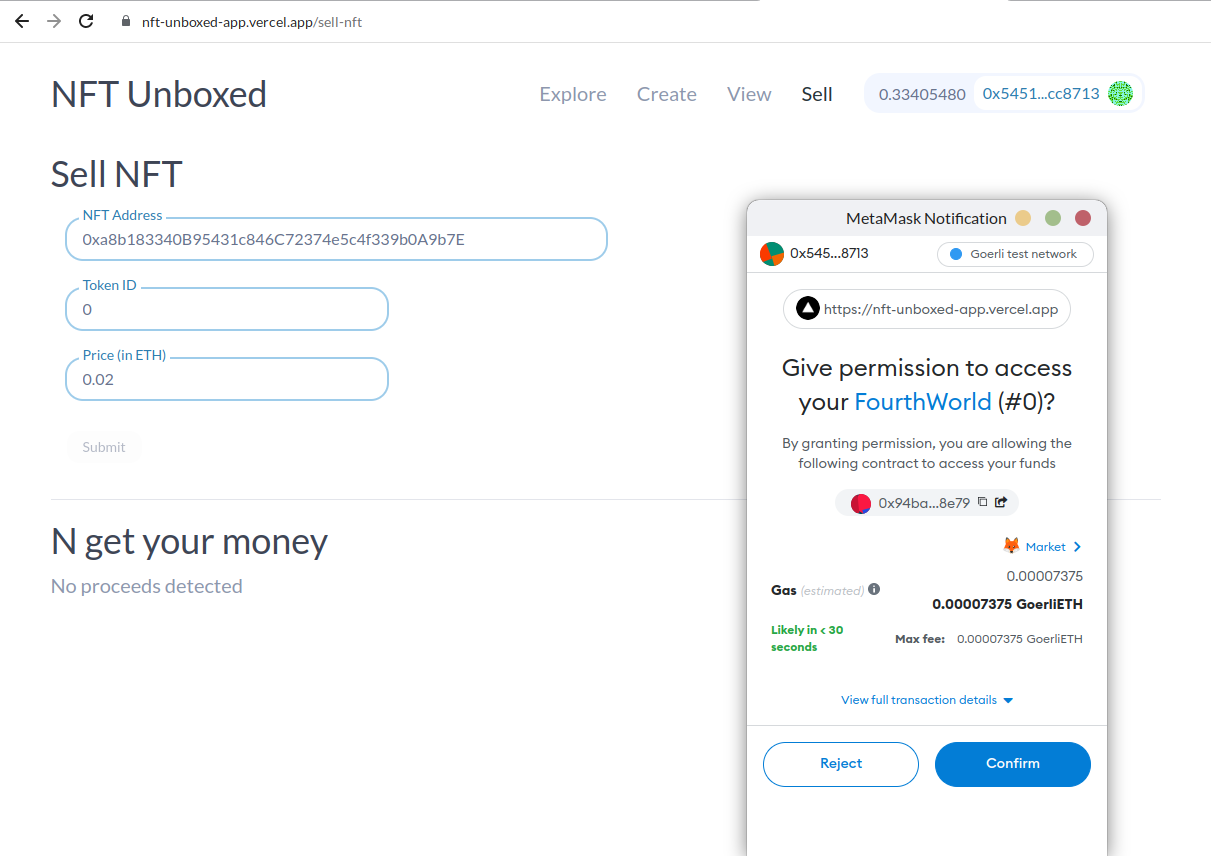 nft-unboxed-app.vercel.app/sell-nft
NFT Unboxed
Explore
Create
View
Sell
0.33405480
0x5451...cc8713
Sell NFT
NFT Address
0xa8b183340B95431c846C72374e5c4f339b0A9b7E
Token ID
0
Price (in ETH)
0.02
Submit
N get your money
No proceeds detected
MetaMask Notification
0x545...8713
Goerli test network
https://nft-unboxed-app.vercel.app
Give permission to access
your FourthWorld (#0)?
By granting permission, you are allowing the
following contract to access your funds
0x94ba...8e79
Market
0.00007375
Gas (estimated)
0.00007375 GoerliETH
Likely in < 30
seconds
Max fee: 0.00007375 GoerliETH
View full transaction details
Reject
Confirm